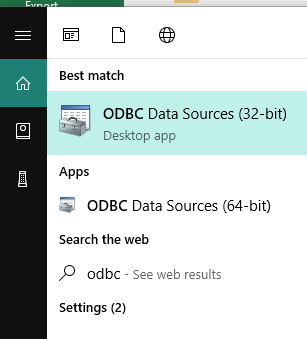 Export
Best match
ODBC Data Sources (32-bit)
Desktop app
Apps
ODBC Data Sources (64-bit)
Search the web
odbc - See web results
Settings (2)